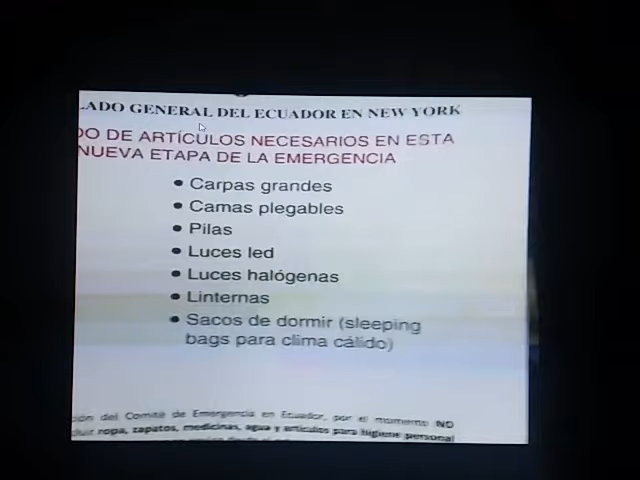 LADO GENERAL DEL ECUADOR EN NEW YORK
DO DE ARTÍCULOS NECESARIOS EN ESTA
NUEVA ETAPA DE LA EMERGENCIA
• Carpas grandes
• Camas plegables
• Pilas
• Luces led
• Luces halógenas
• Linternas
• Sacos de dormir (sleeping
bags para clima cálido)
ión del Comité de Emergencia en Ecuador, por el momento NO
luir ropa, zapatos, medicinas, agua y artículos para higiene personal